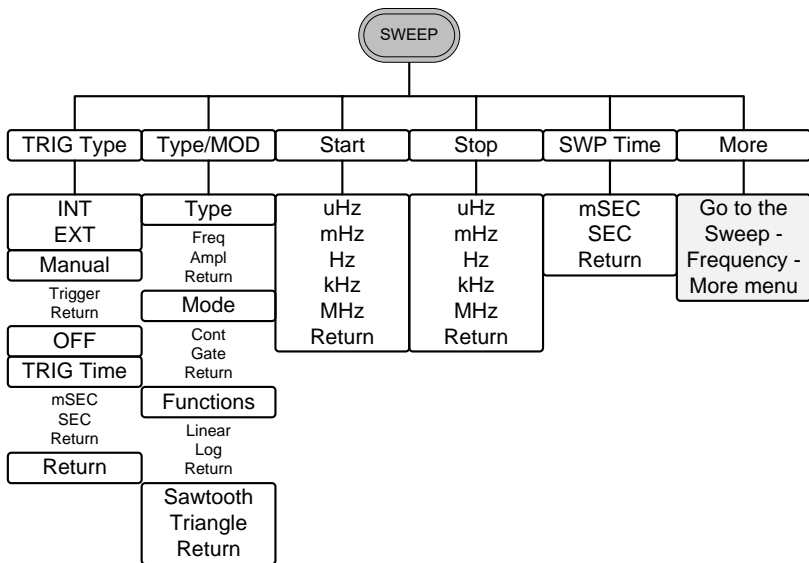 SWEEP
TRIG Type
Type/MOD
Start
Stop
SWP Time
More
INT
EXT
Manual
Trigger
Return
OFF
TRIG Time
mSEC
SEC
Return
Return
Type
Freq
Ampl
Return
Mode
Cont
Gate
Return
Functions
Linear
Log
Return
Sawtooth
Triangle
Return
uHz
mHz
Hz
kHz
MHz
Return
uHz
mHz
Hz
kHz
MHz
Return
mSEC
SEC
Return
Go to the
Sweep -
Frequency -
More menu